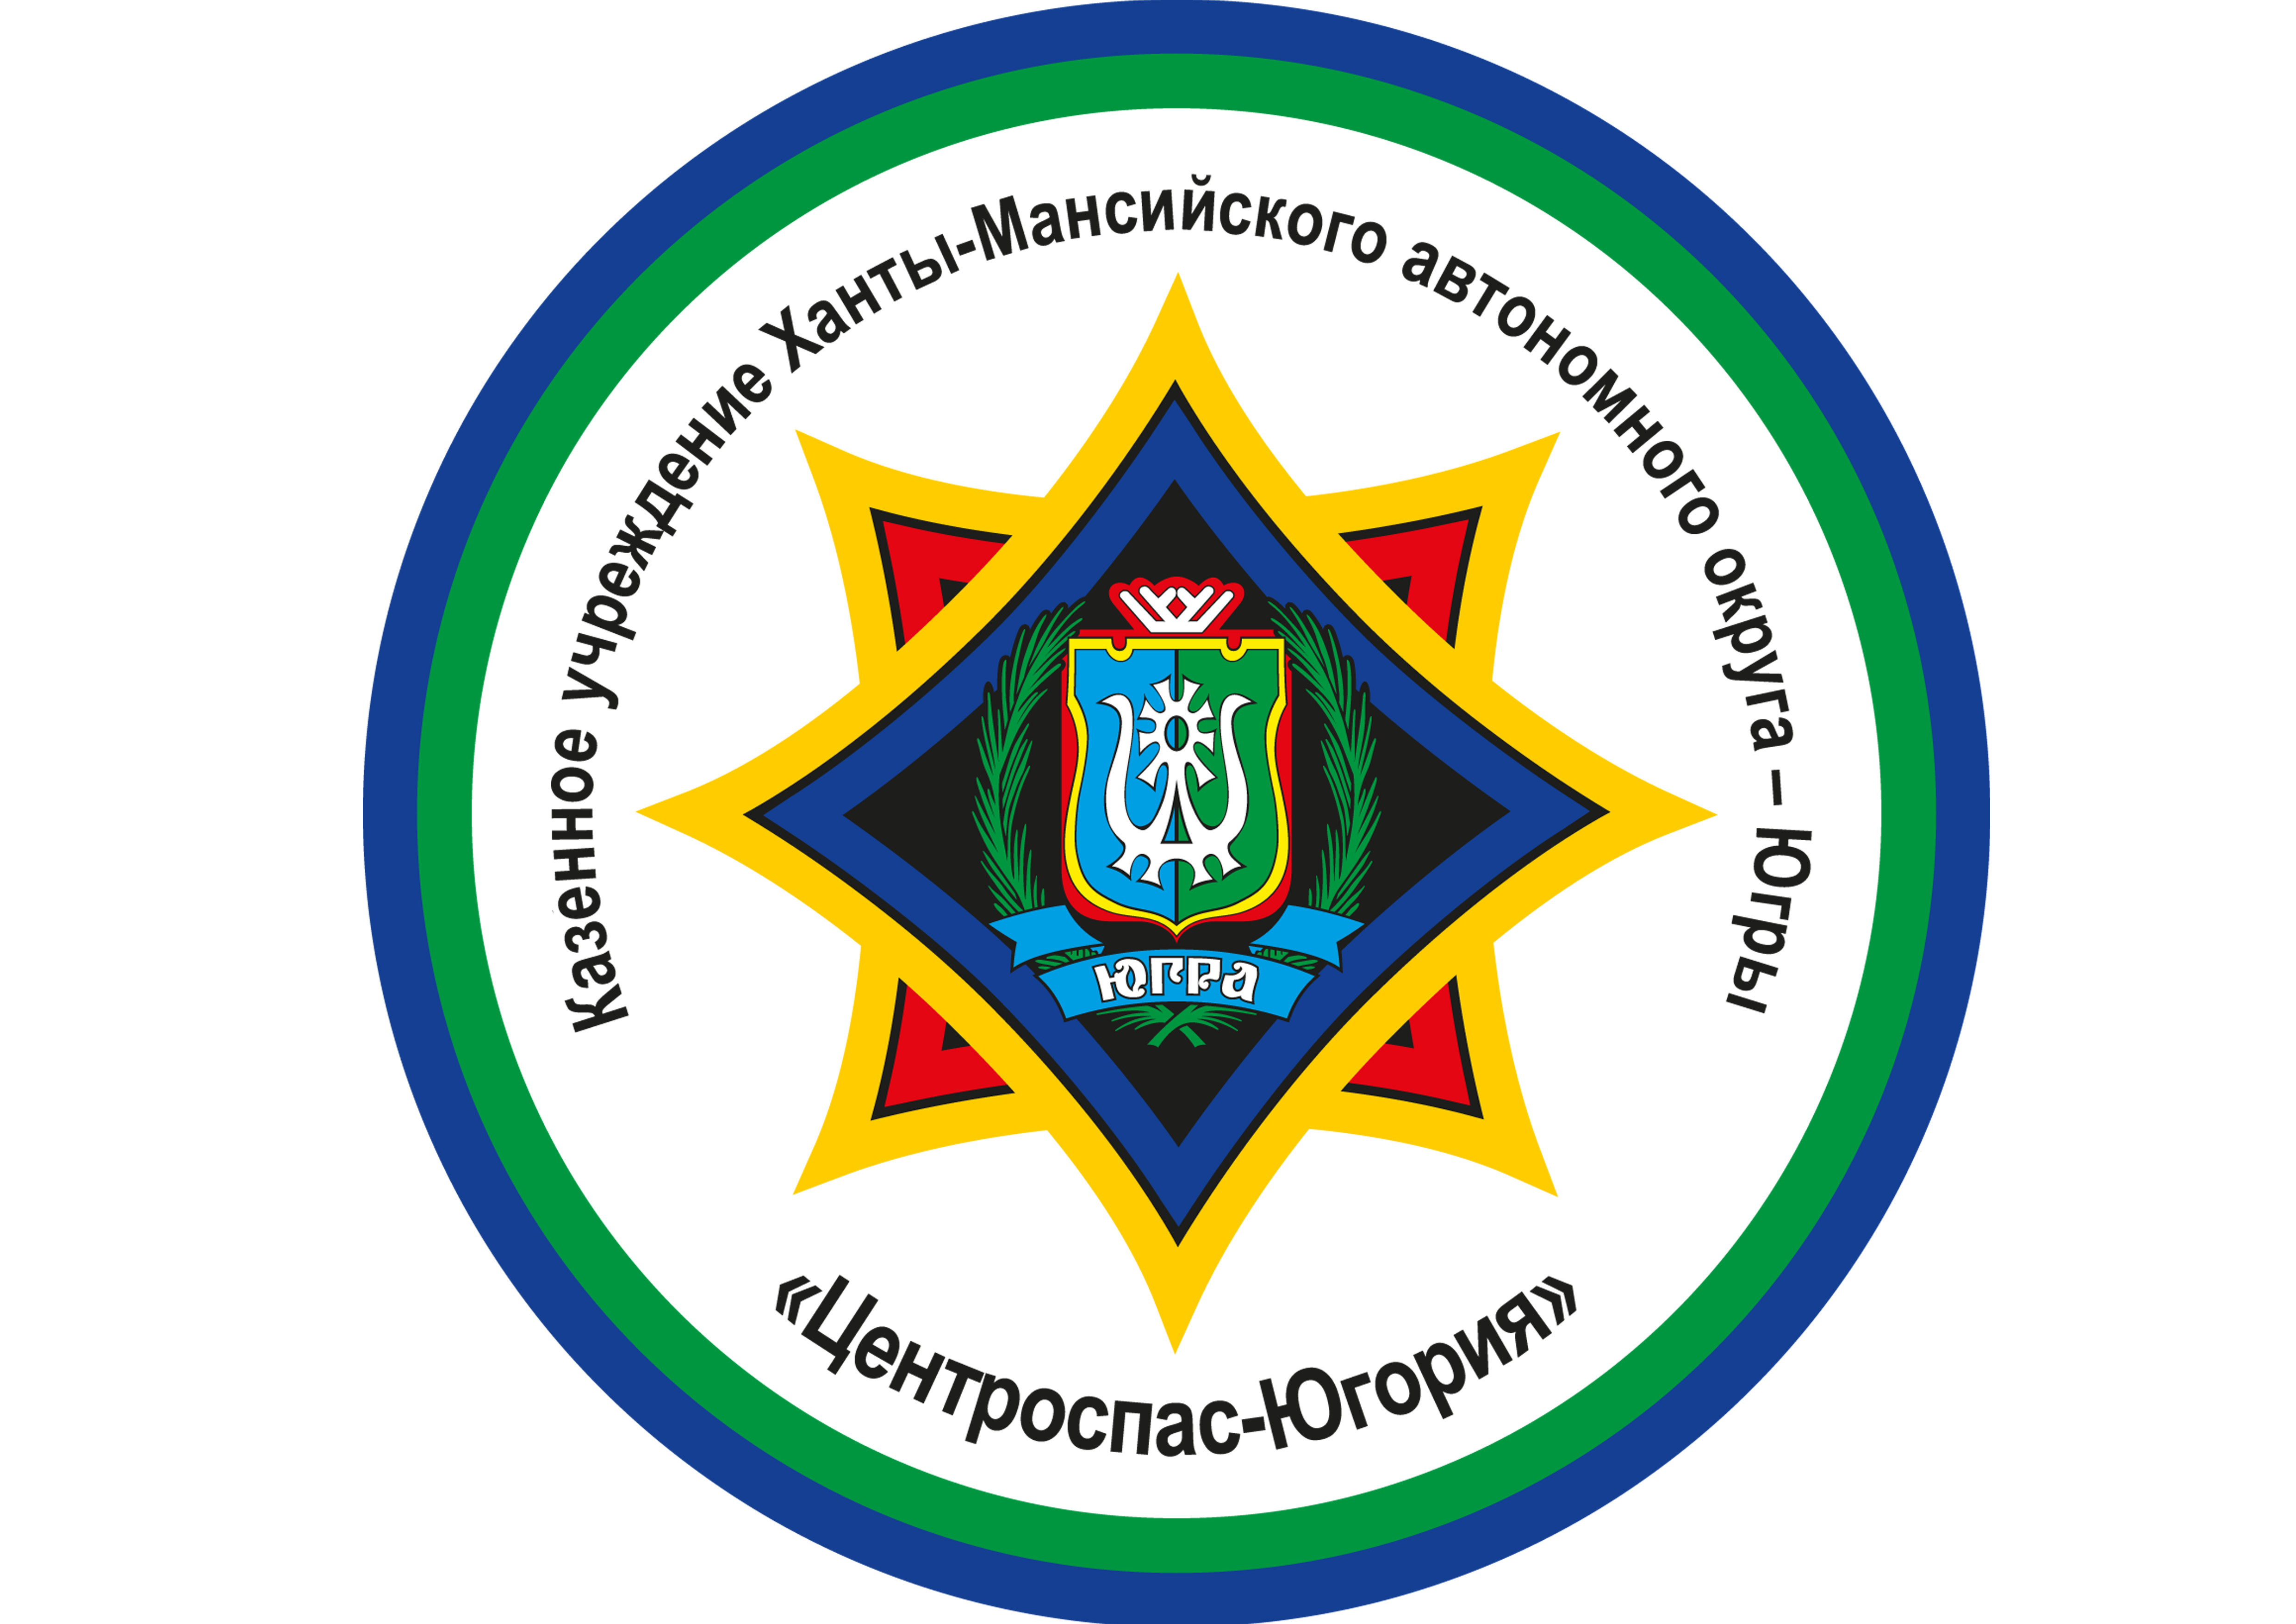 Казенное учреждение Ханты-Мансийского автономного округа – Югры
ЮГРА
«Центроспас-Югория»